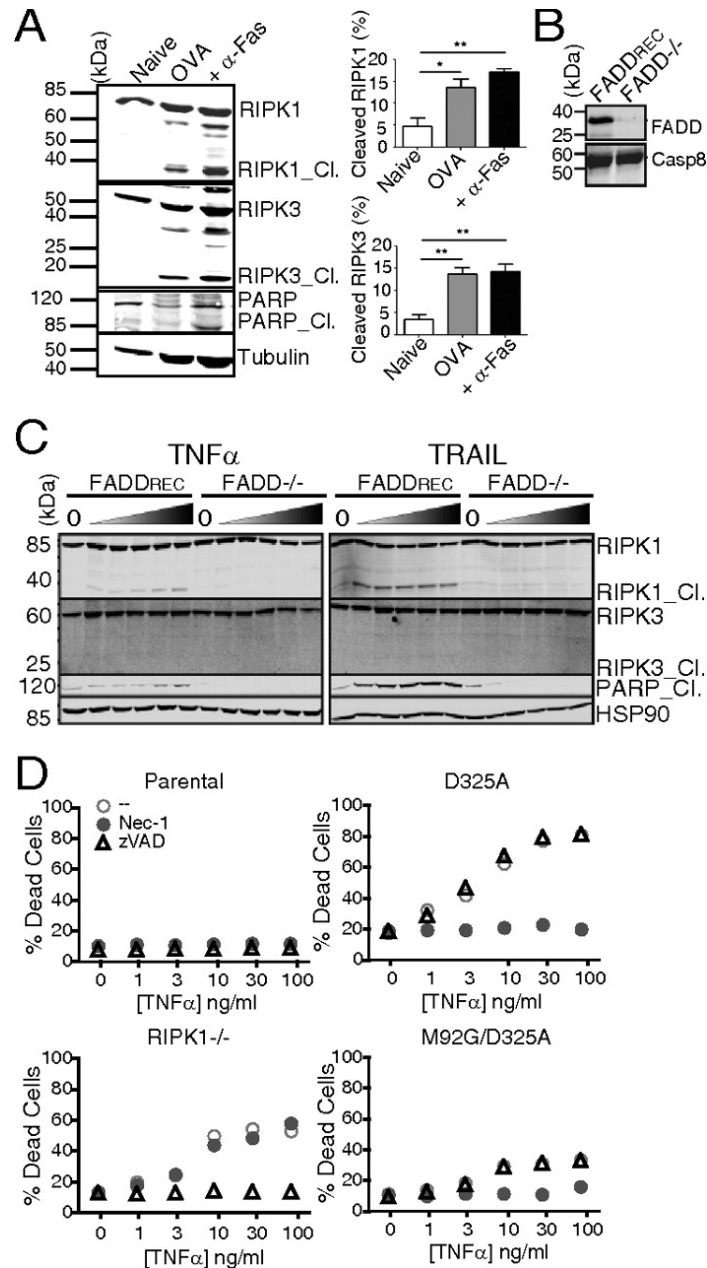 A
(kDa)
Naive
OVA
+ α-Fas
85
60
50
40
RIPK1
RIPK1_Cl.
50
40
25
20
RIPK3
RIPK3_Cl.
120
85
PARP
PARP_Cl.
50
40
Tubulin
Cleaved RIPK1 (%)
20
15
10
5
0
**
*
Naive
OVA
+ α-Fas
Cleaved RIPK3 (%)
20
15
10
5
0
**
**
Naive
OVA
+ α-Fas
B
(kDa)
FADDREC
FADD-/-
40
25
FADD
60
50
Casp8
C
TNFα
TRAIL
(kDa)
FADDREC
FADD-/-
FADDREC
FADD-/-
0
0
0
0
85
RIPK1
40
RIPK1_Cl.
60
RIPK3
25
RIPK3_Cl.
120
PARP_Cl.
85
HSP90
D
Parental
% Dead Cells
100
80
60
40
20
0
--
Nec-1
zVAD
0 1 3 10 30 100
[TNFα] ng/ml
D325A
% Dead Cells
100
80
60
40
20
0
0 1 3 10 30 100
[TNFα] ng/ml
RIPK1-/-
% Dead Cells
100
80
60
40
20
0
0 1 3 10 30 100
[TNFα] ng/ml
M92G/D325A
% Dead Cells
100
80
60
40
20
0
0 1 3 10 30 100
[TNFα] ng/ml